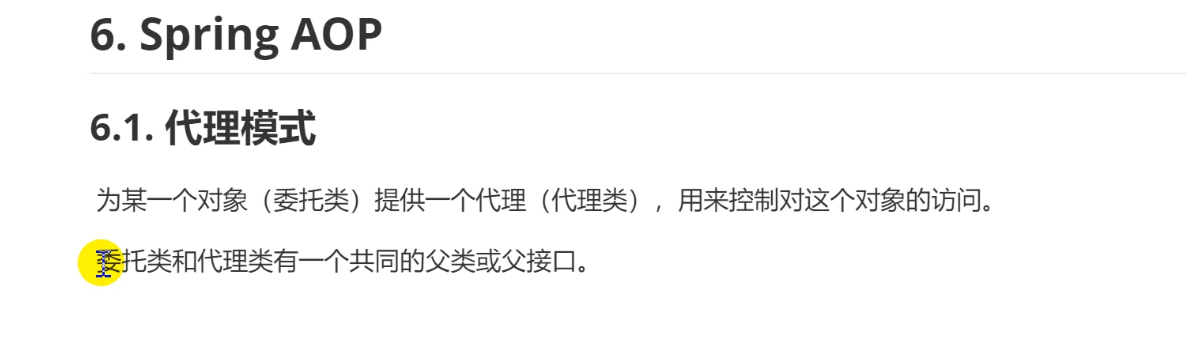 6. Spring AOP
6.1. 代理模式
为某一个对象（委托类）提供一个代理（代理类），用来控制对这个对象的访问。
委托类和代理类有一个共同的父类或父接口。